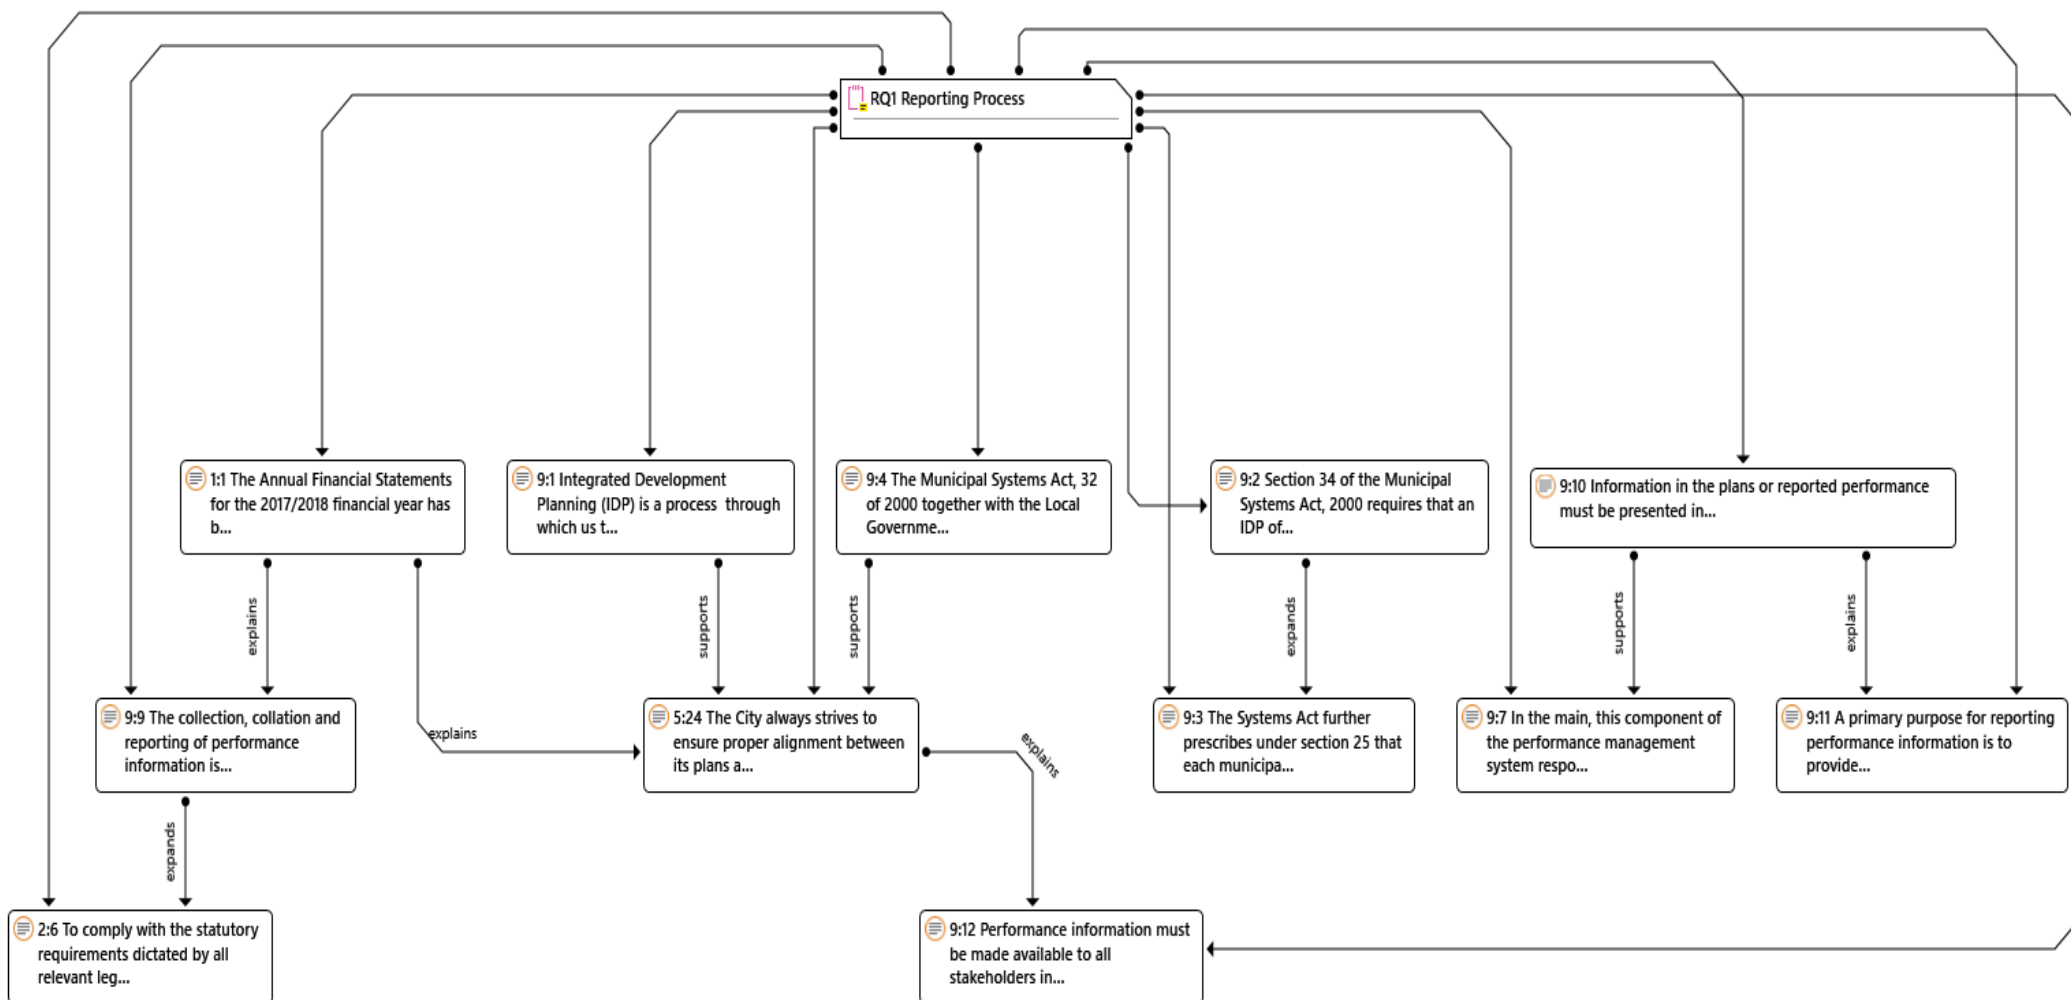 RQ1 Reporting Process
1:1 The Annual Financial Statements
for the 2017/2018 financial year has
b...
9:1 Integrated Development
Planning (IDP) is a process through
which us t...
9:4 The Municipal Systems Act, 32
of 2000 together with the Local
Governme...
9:2 Section 34 of the Municipal
Systems Act, 2000 requires that an
IDP of...
9:10 Information in the plans or reported performance
must be presented in...
explains
supports
supports
expands
supports
explains
9:9 The collection, collation and
reporting of performance
information is...
explains
5:24 The City always strives to
ensure proper alignment between
its plans a...
explains
9:3 The Systems Act further
prescribes under section 25 that
each municipa...
9:7 In the main, this component of
the performance management
system respo...
9:11 A primary purpose for reporting
performance information is to
provide...
expands
2:6 To comply with the statutory
requirements dictated by all
relevant leg...
9:12 Performance information must
be made available to all
stakeholders in...